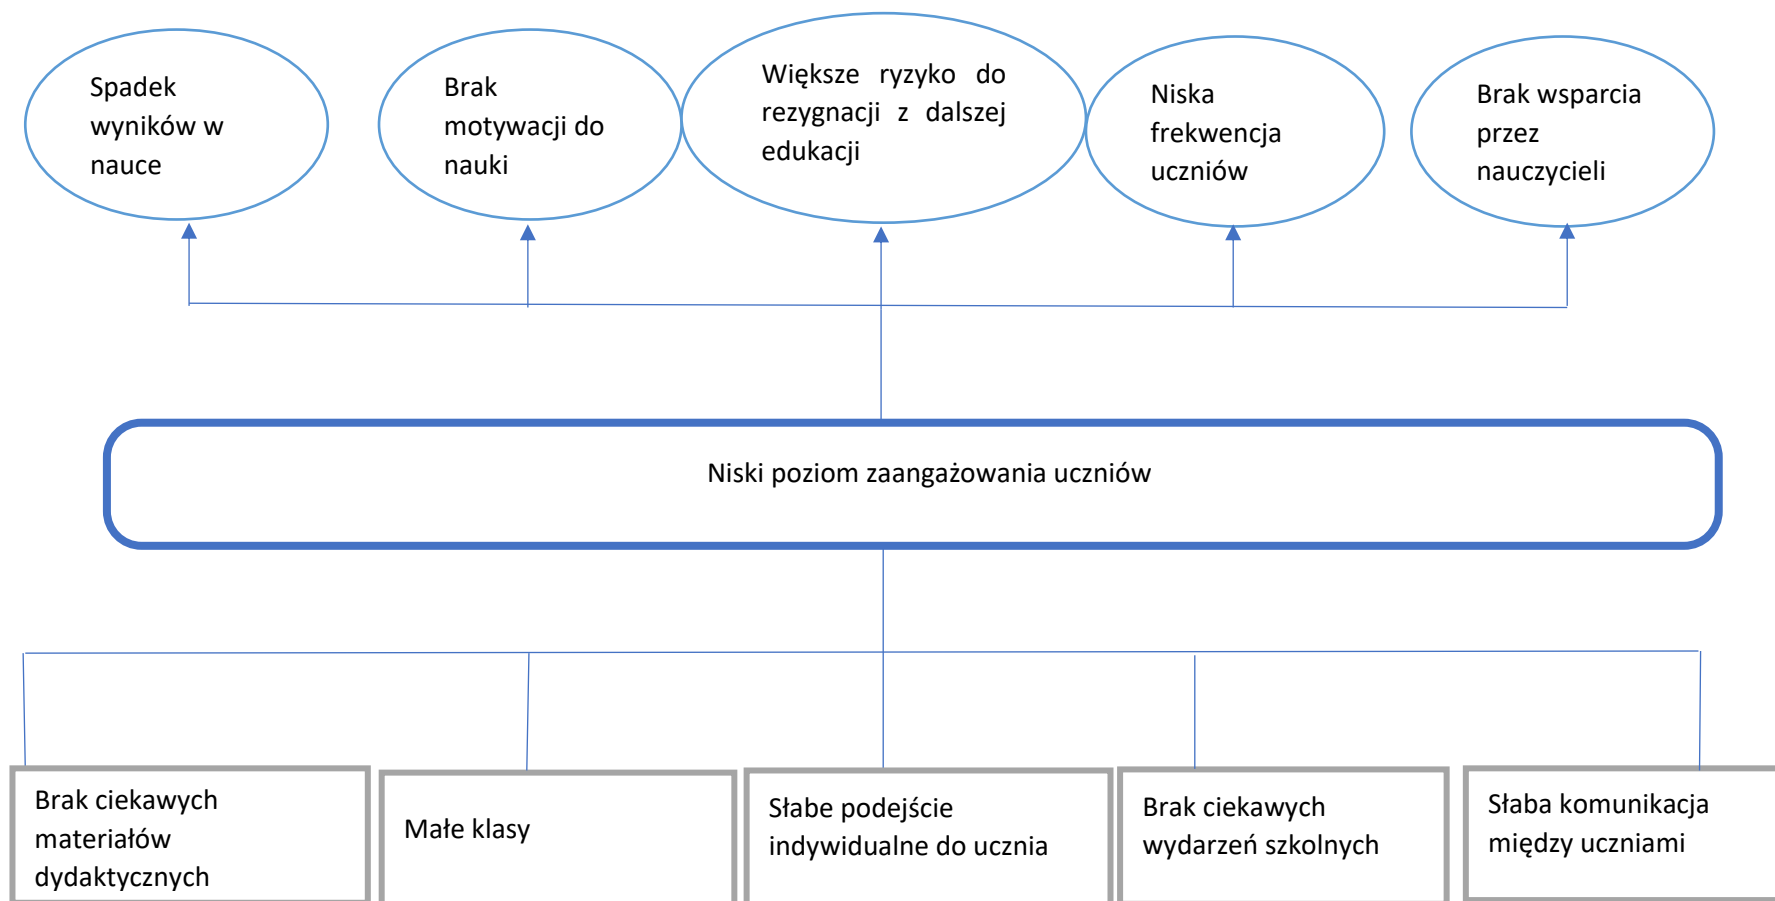 Spadek
wyników w
nauce
Brak
motywacji do
nauki
Większe ryzyko do
rezygnacji z dalszej
edukacji
Niska
frekwencja
uczniów
Brak wsparcia
przez
nauczycieli
Niski poziom zaangażowania uczniów
Brak ciekawych
materiałów
dydaktycznych
Małe klasy
Słabe podejście
indywidualne do ucznia
Brak ciekawych
wydarzeń szkolnych
Słaba komunikacja
między uczniami